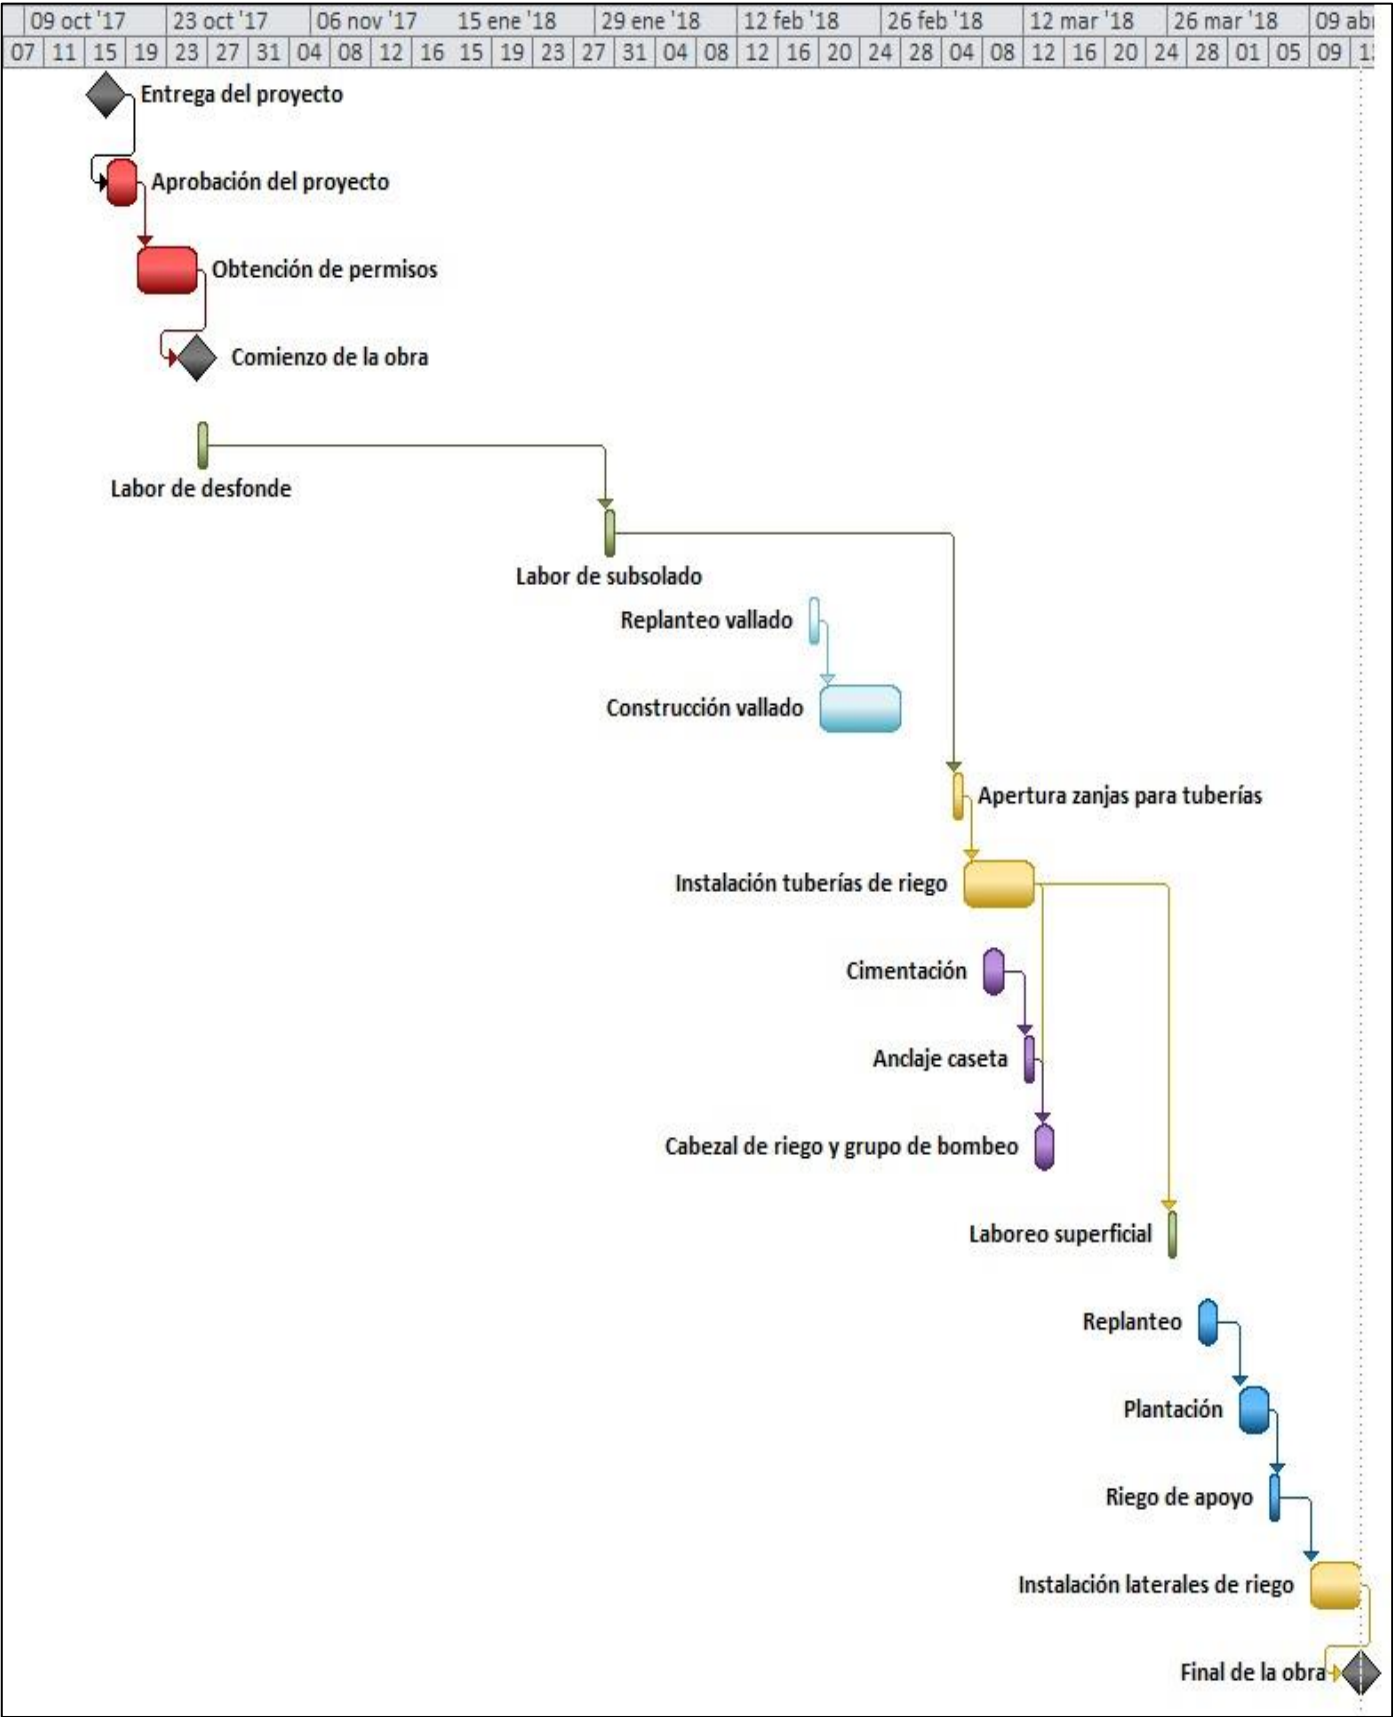 09 oct '17 23 oct '17 06 nov '17 15 ene '18 29 ene '18 12 feb '18 26 feb '18 12 mar '18 26 mar '18 09
07 11 15 19 23 27 31 04 08 12 16 15 19 23 27 31 04 08 12 16 20 24 28 04 08 12 16 20 24 28 01 05 09
Entrega del proyecto
Aprobación del proyecto
Obtención de permisos
Comienzo de la obra
Labor de desfonde
Labor de subsolado
Replanteo vallado
Construcción vallado
Apertura zanjas para tuberías
Instalación tuberías de riego
Cimentación
Anclaje caseta
Cabezal de riego y grupo de bombeo
Laboreo superficial
Replanteo
Plantación
Riego de apoyo
Instalación laterales de riego
Final de la obra